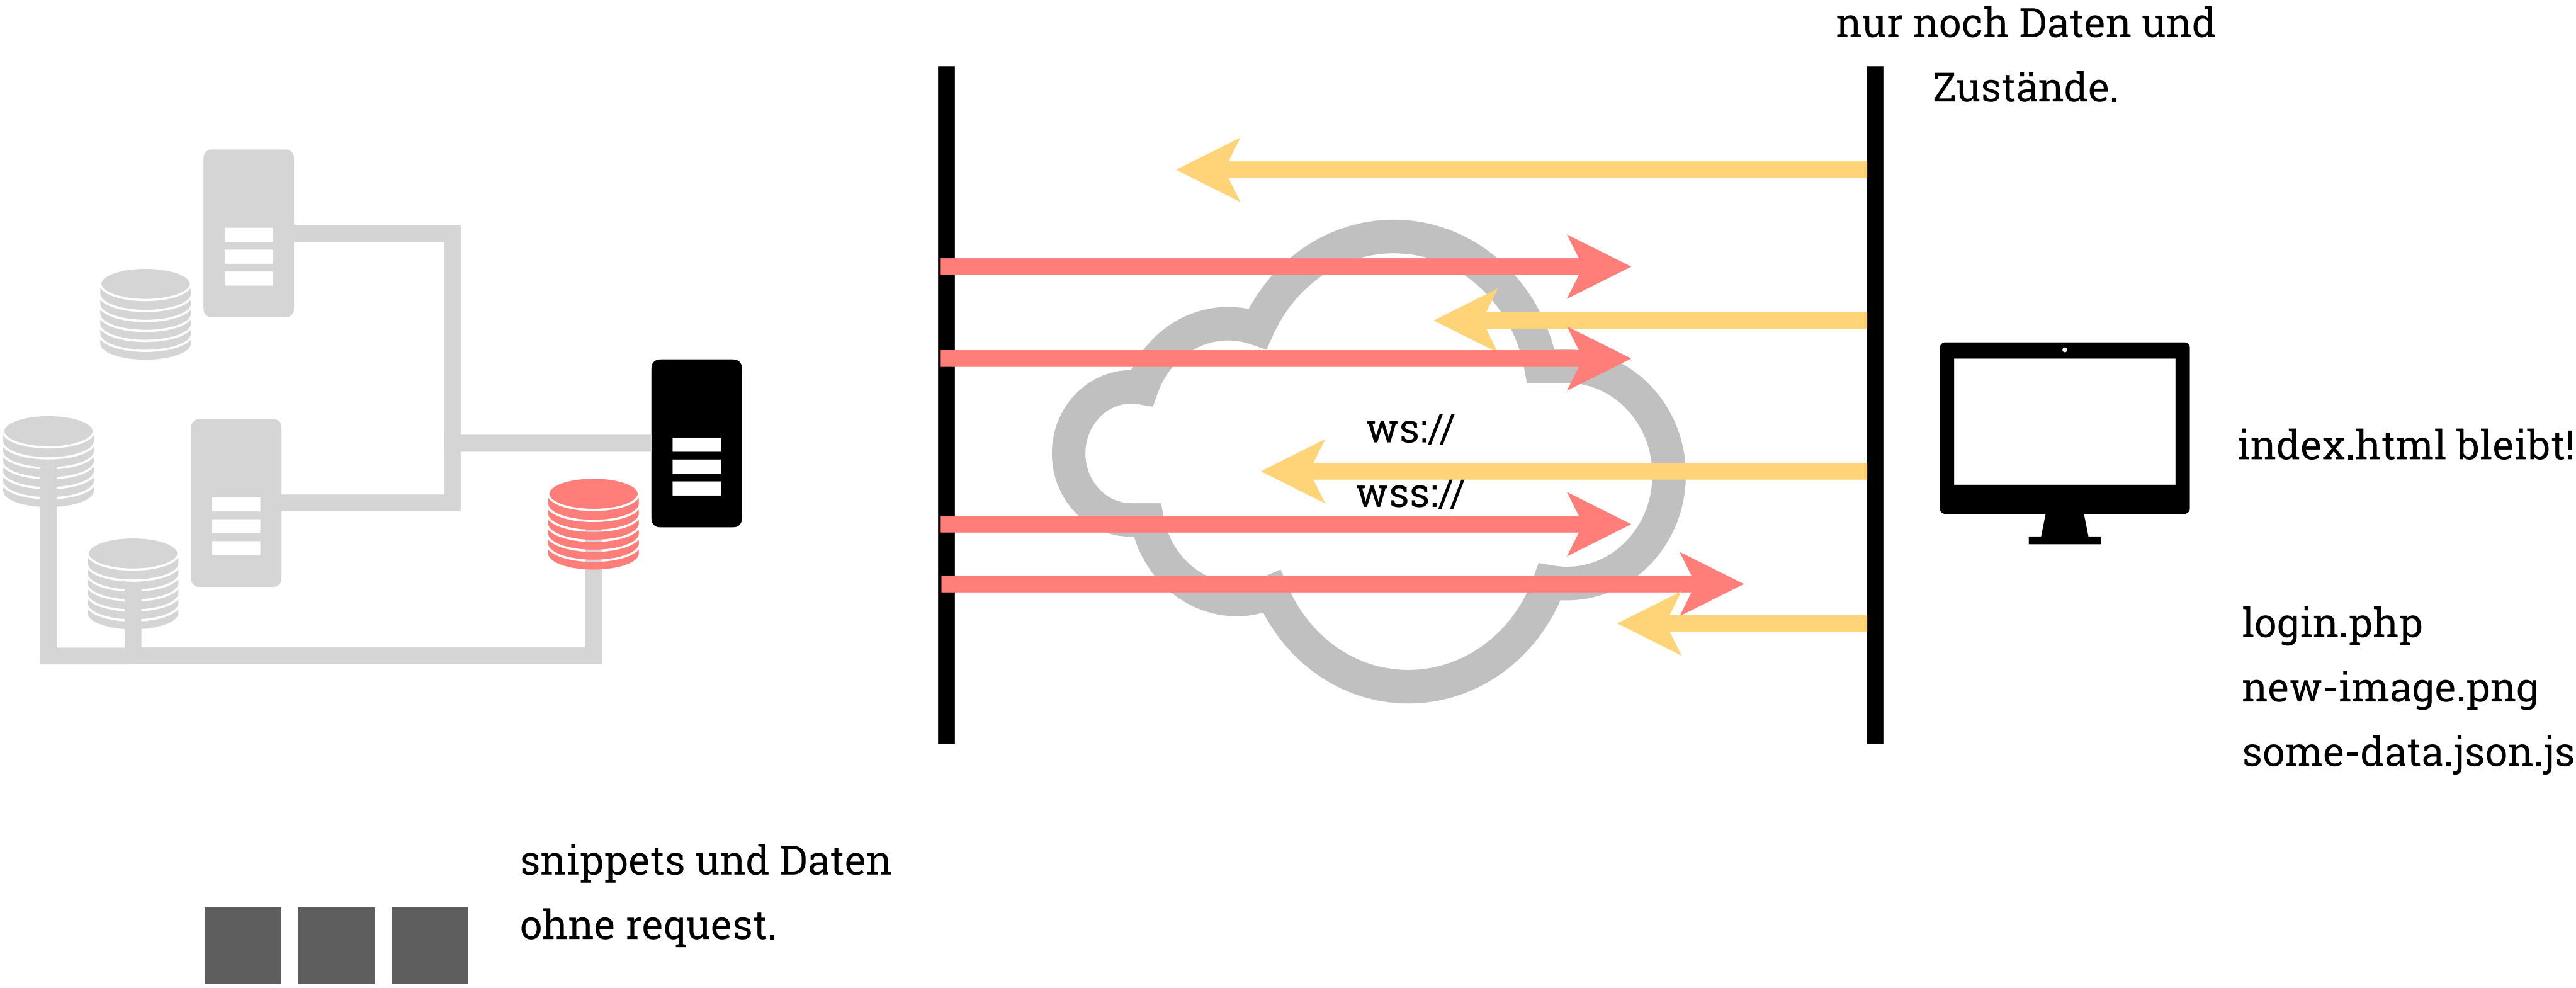 nur noch Daten und
Zustände.
ws://
wss://
index.html bleibt!
login.php
new-image.png
some-data.json.js
snippets und Daten
ohne request.